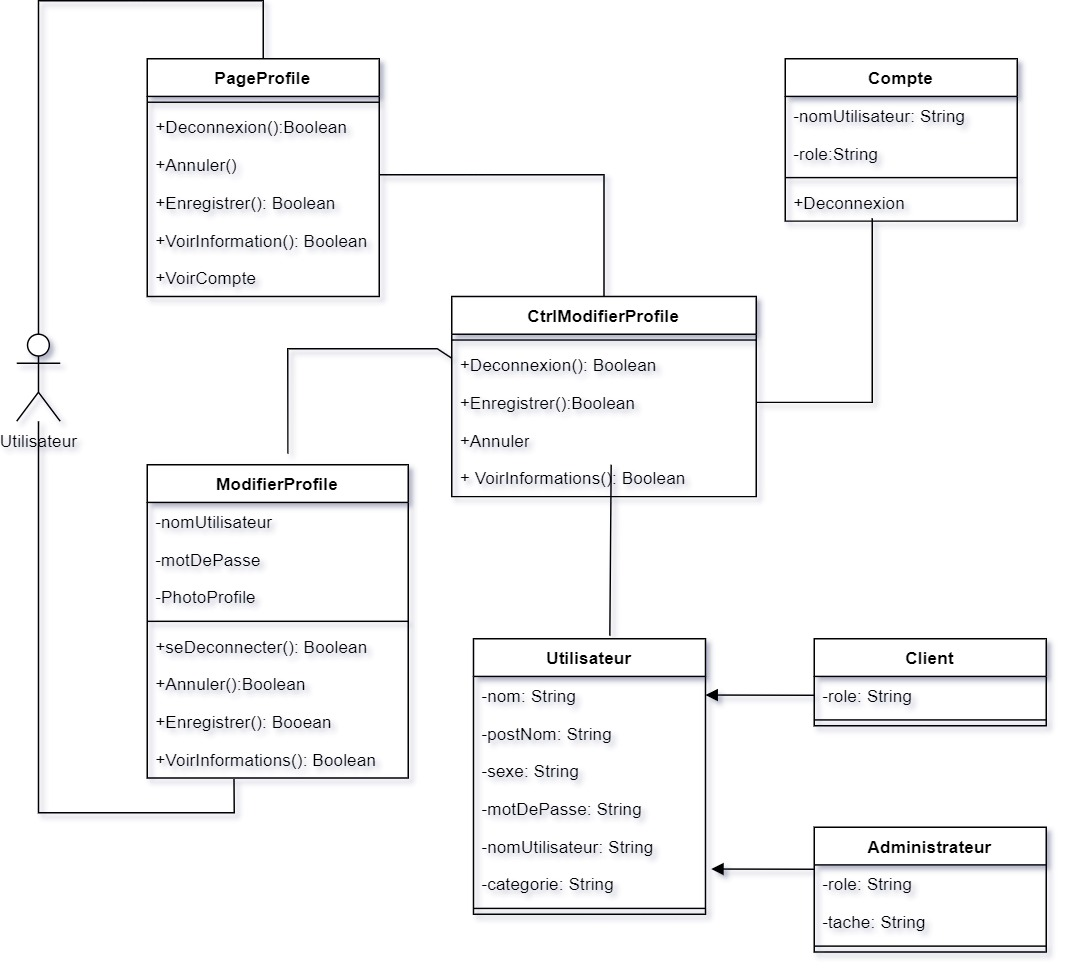 PageProfile
+Deconnexion():Boolean
+Annuler()
+Enregistrer(): Boolean
+VoirInformation(): Boolean
+VoirCompte
Compte
-nomUtilisateur: String
-role:String
+Deconnexion
CtrlModifierProfile
+Deconnexion(): Boolean
+Enregistrer():Boolean
+Annuler
+ VoirInformations(): Boolean
Utilisateur
ModifierProfile
-nomUtilisateur
-motDePasse
-PhotoProfile
+seDeconnecter(): Boolean
+Annuler():Boolean
+Enregistrer(): Booean
+VoirInformations(): Boolean
Utilisateur
-nom: String
-postNom: String
-sexe: String
-motDePasse: String
-nomUtilisateur: String
-categorie: String
Client
-role: String
Administrateur
-role: String
-tache: String